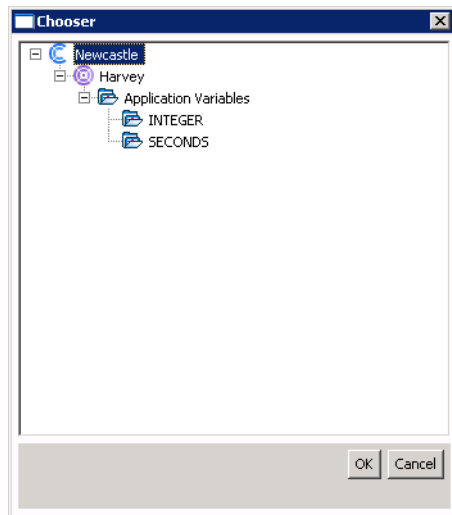 Chooser
Newcastle
Harvey
Application Variables
INTEGER
SECONDS
OK Cancel